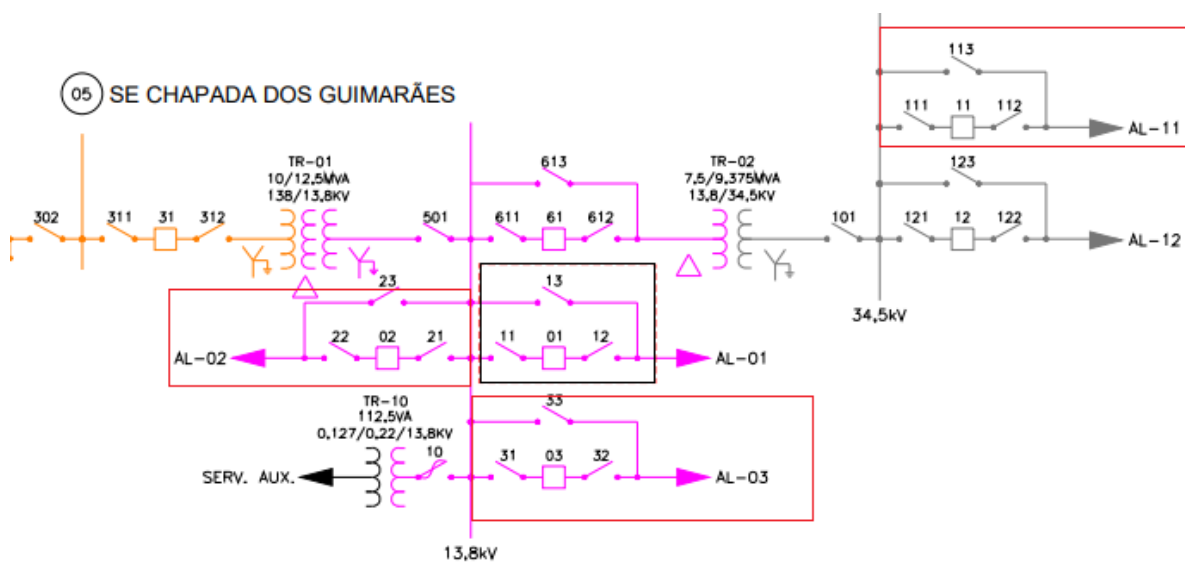 05 SE CHAPADA DOS GUIMARÃES
302
311 31 312
TR-01
10/12.5MVA
138/13.8KV
501
613
611 61 612
TR-02
7.5/9.375MVA
13.8/34,5KV
101
113
111 11 112
AL-11
123
121 12 122
AL-12
34,5kV
23
22 02 21
AL-02
13
11 01 12
AL-01
TR-10
112.5VA
0.127/0.22/13.8KV
10
SERV. AUX.
33
31 03 32
AL-03
13,8kV